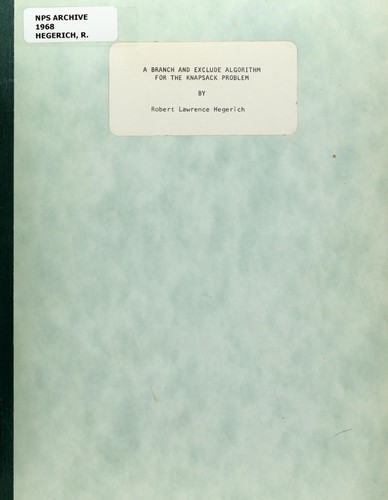 NPS ARCHIVE
1968
HEGERICH, R.
A BRANCH AND EXCLUDE ALGORITHM
FOR THE KNAPSACK PROBLEM
BY
Robert Lawrence Hegerich